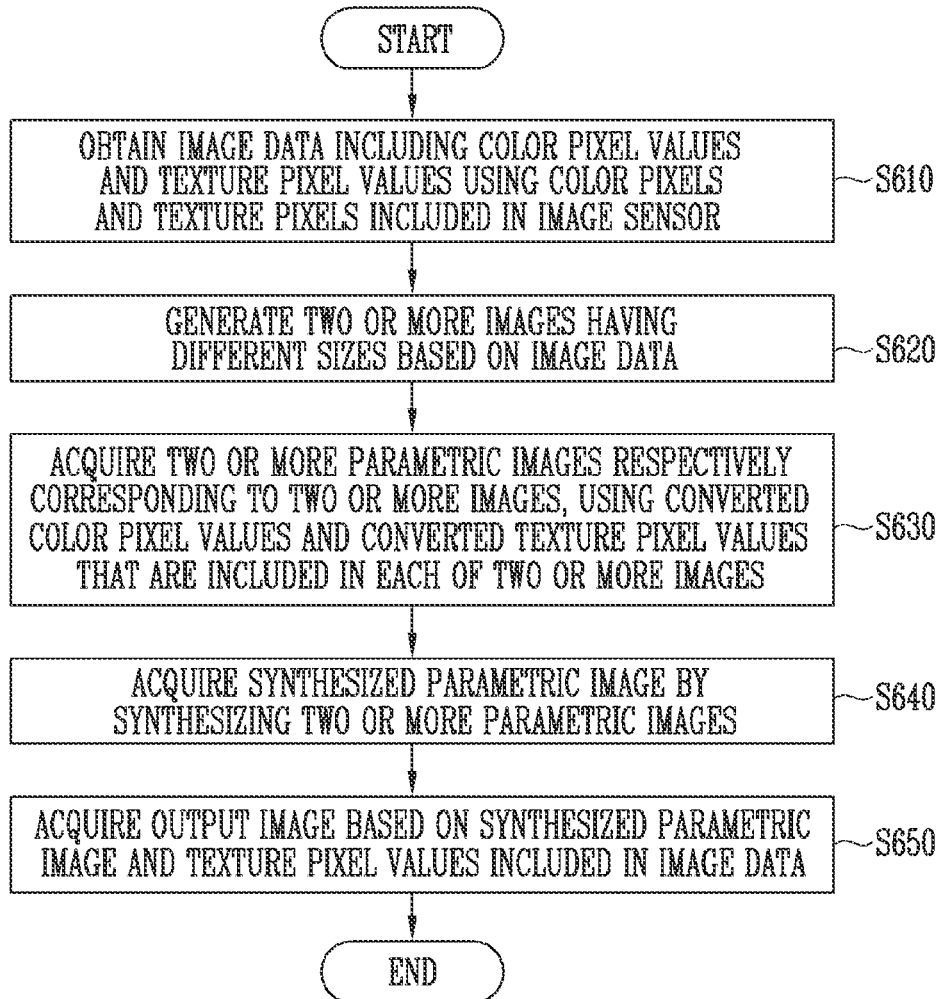 START
OBTAIN IMAGE DATA INCLUDING COLOR PIXEL VALUES
AND TEXTURE PIXEL VALUES USING COLOR PIXELS
AND TEXTURE PIXELS INCLUDED IN IMAGE SENSOR
S610
GENERATE TWO OR MORE IMAGES HAVING
DIFFERENT SIZES BASED ON IMAGE DATA
S620
ACQUIRE TWO OR MORE PARAMETRIC IMAGES RESPECTIVELY
CORRESPONDING TO TWO OR MORE IMAGES, USING CONVERTED
COLOR PIXEL VALUES AND CONVERTED TEXTURE PIXEL VALUES
THAT ARE INCLUDED IN EACH OF TWO OR MORE IMAGES
S630
ACQUIRE SYNTHESIZED PARAMETRIC IMAGE BY
SYNTHESIZING TWO OR MORE PARAMETRIC IMAGES
S640
ACQUIRE OUTPUT IMAGE BASED ON SYNTHESIZED PARAMETRIC
IMAGE AND TEXTURE PIXEL VALUES INCLUDED IN IMAGE DATA
S650
END